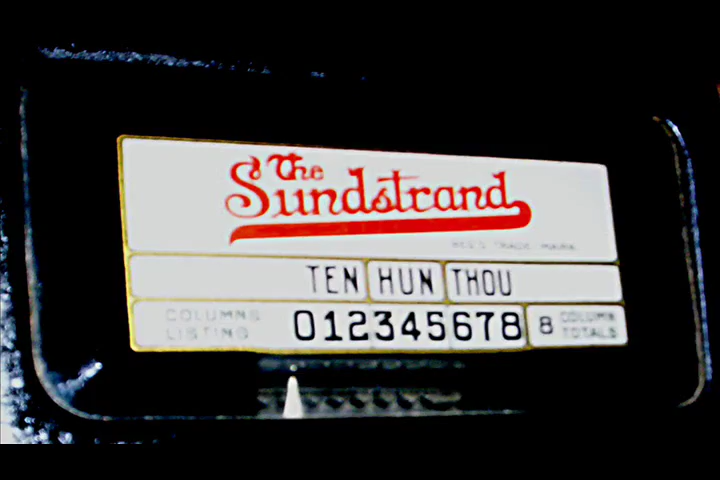 The
Sundstrand
REG'S TRADE MARK
TEN HUN THOU
COLUMNS
LISTING
012345678
8 COLUMN
TOTALS